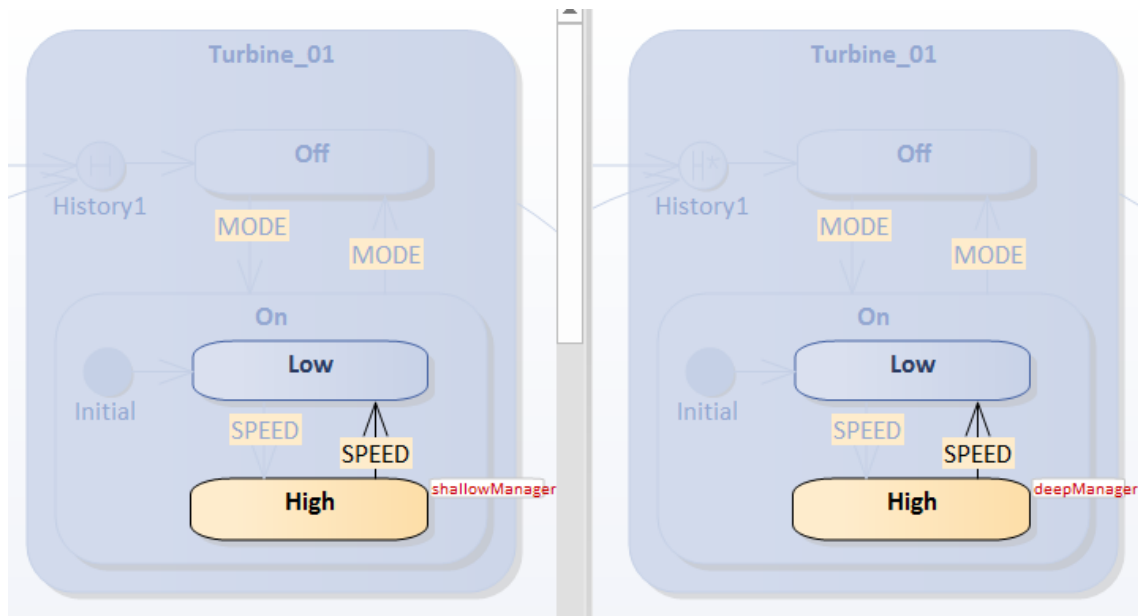 Turbine_01
H
Off
History1
MODE
MODE
On
Low
Initial
SPEED
SPEED
High
shallowManager
Turbine_01
H*
Off
History1
MODE
MODE
On
Low
Initial
SPEED
SPEED
High
deepManager